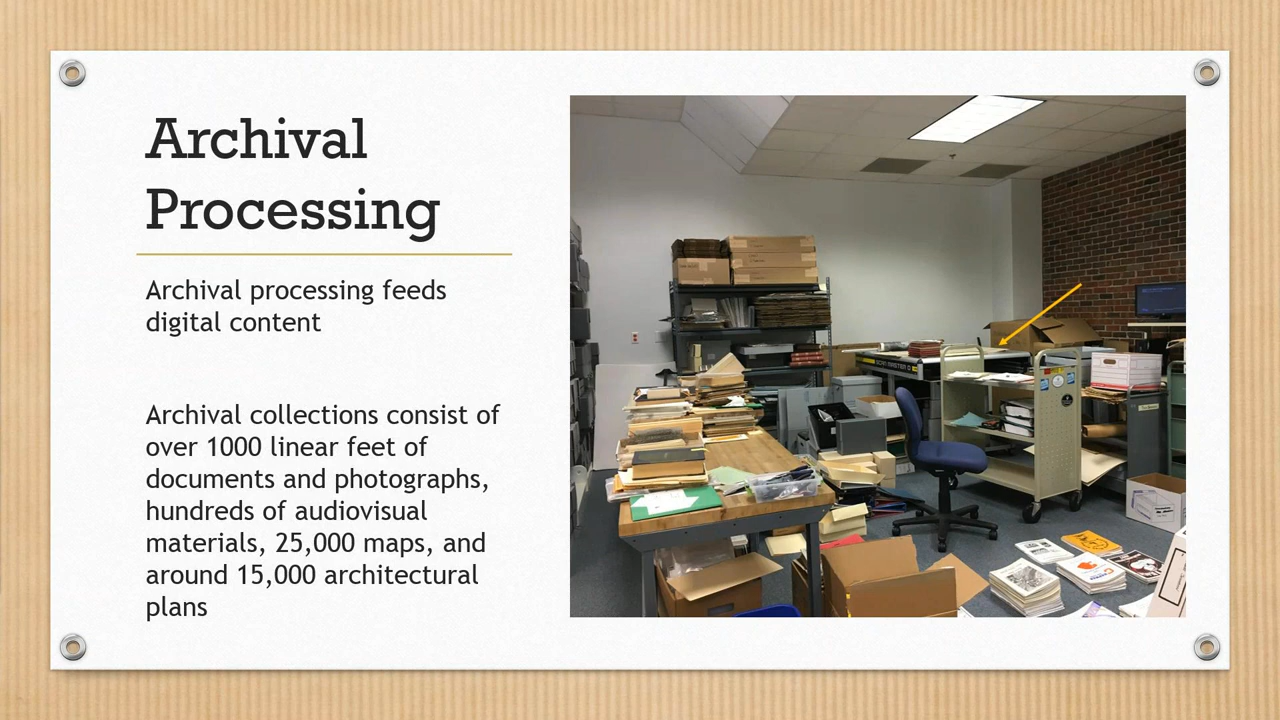 Archival
Processing
Archival processing feeds
digital content
Archival collections consist of
over 1000 linear feet of
documents and photographs,
hundreds of audiovisual
materials, 25,000 maps, and
around 15,000 architectural
plans